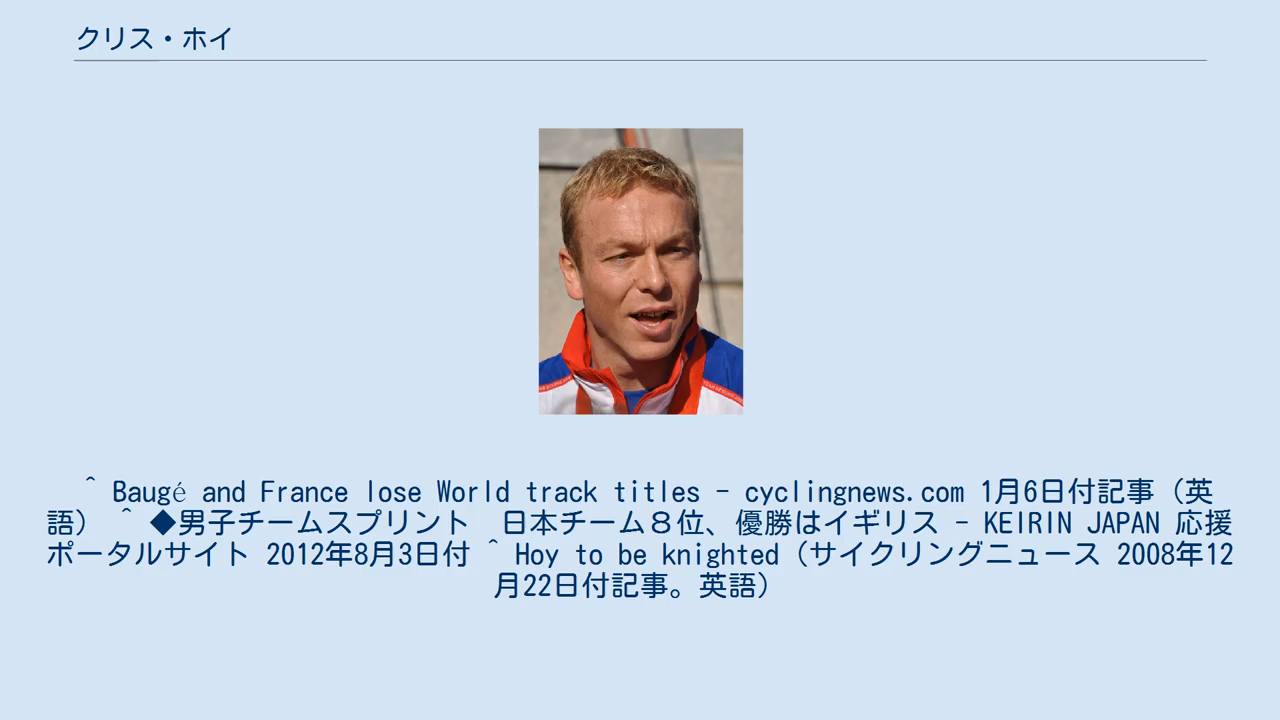 クリス・ホイ
^ Baugé and France lose World track titles - cyclingnews.com 1月6日付記事（英
語） ^ ◆男子チームスプリント　日本チーム８位、優勝はイギリス - KEIRIN JAPAN 応援
ポータルサイト 2012年8月3日付 ^ Hoy to be knighted（サイクリングニュース 2008年12
月22日付記事。英語）